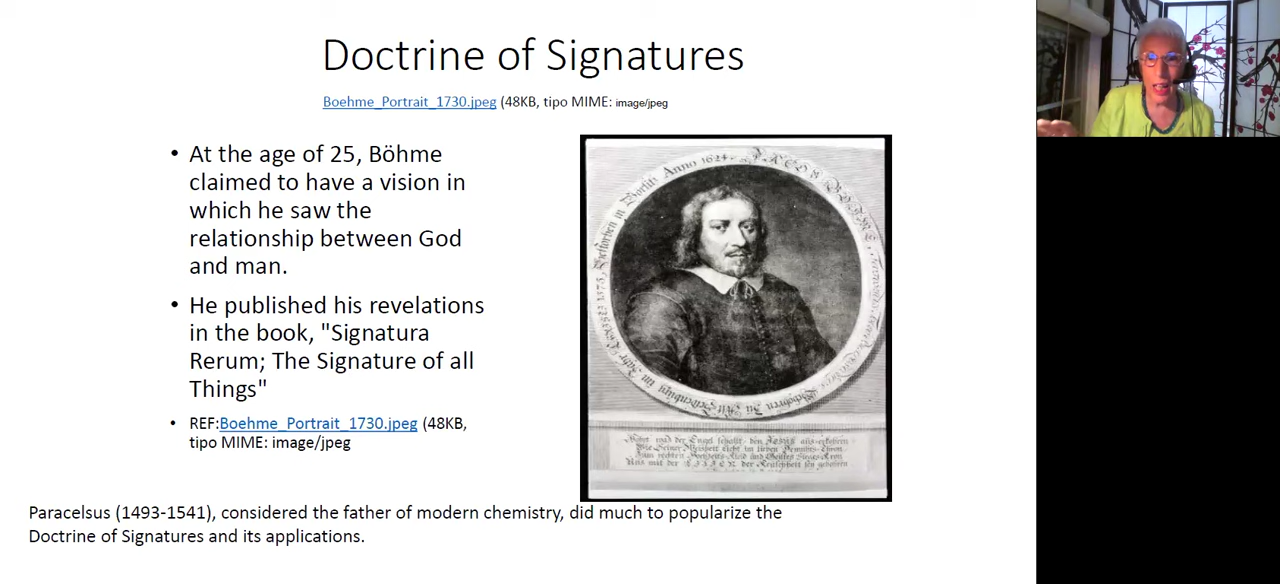 Doctrine of Signatures
Boehme_Portrait_1730.jpeg (48KB, tipo MIME: image/jpeg
• At the age of 25, Böhme
claimed to have a vision in
which he saw the
relationship between God
and man.
• He published his revelations
in the book, "Signatura
Rerum; The Signature of all
Things"
• REF:Boehme_Portrait_1730.jpeg (48KB,
tipo MIME: image/jpeg
Anno 1624
Paracelsus (1493-1541), considered the father of modern chemistry, did much to popularize the
Doctrine of Signatures and its applications.